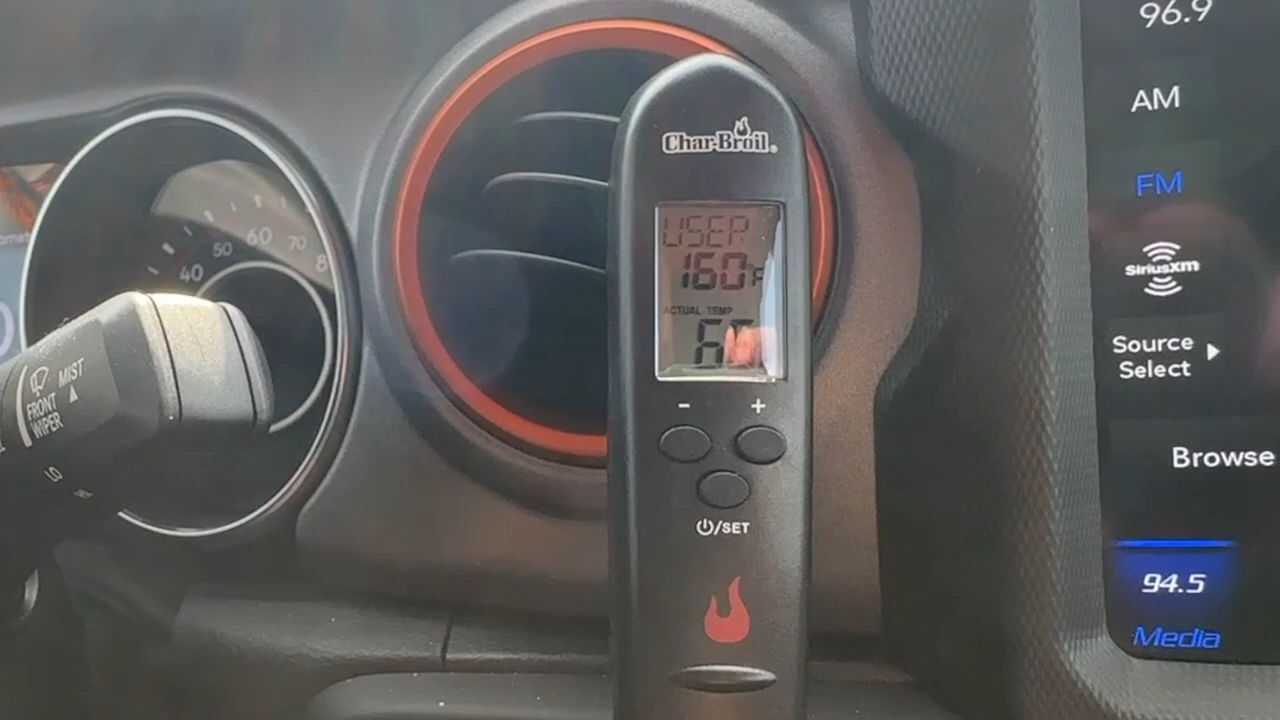 40
50
60
70
MIST
FRONT
WIPER
LO
Char-Broil®
USER
160°F
ACTUAL TEMP
- +
/SET
96.9
AM
FM
SiriusXM
Source
Select
Browse
94.5
Media